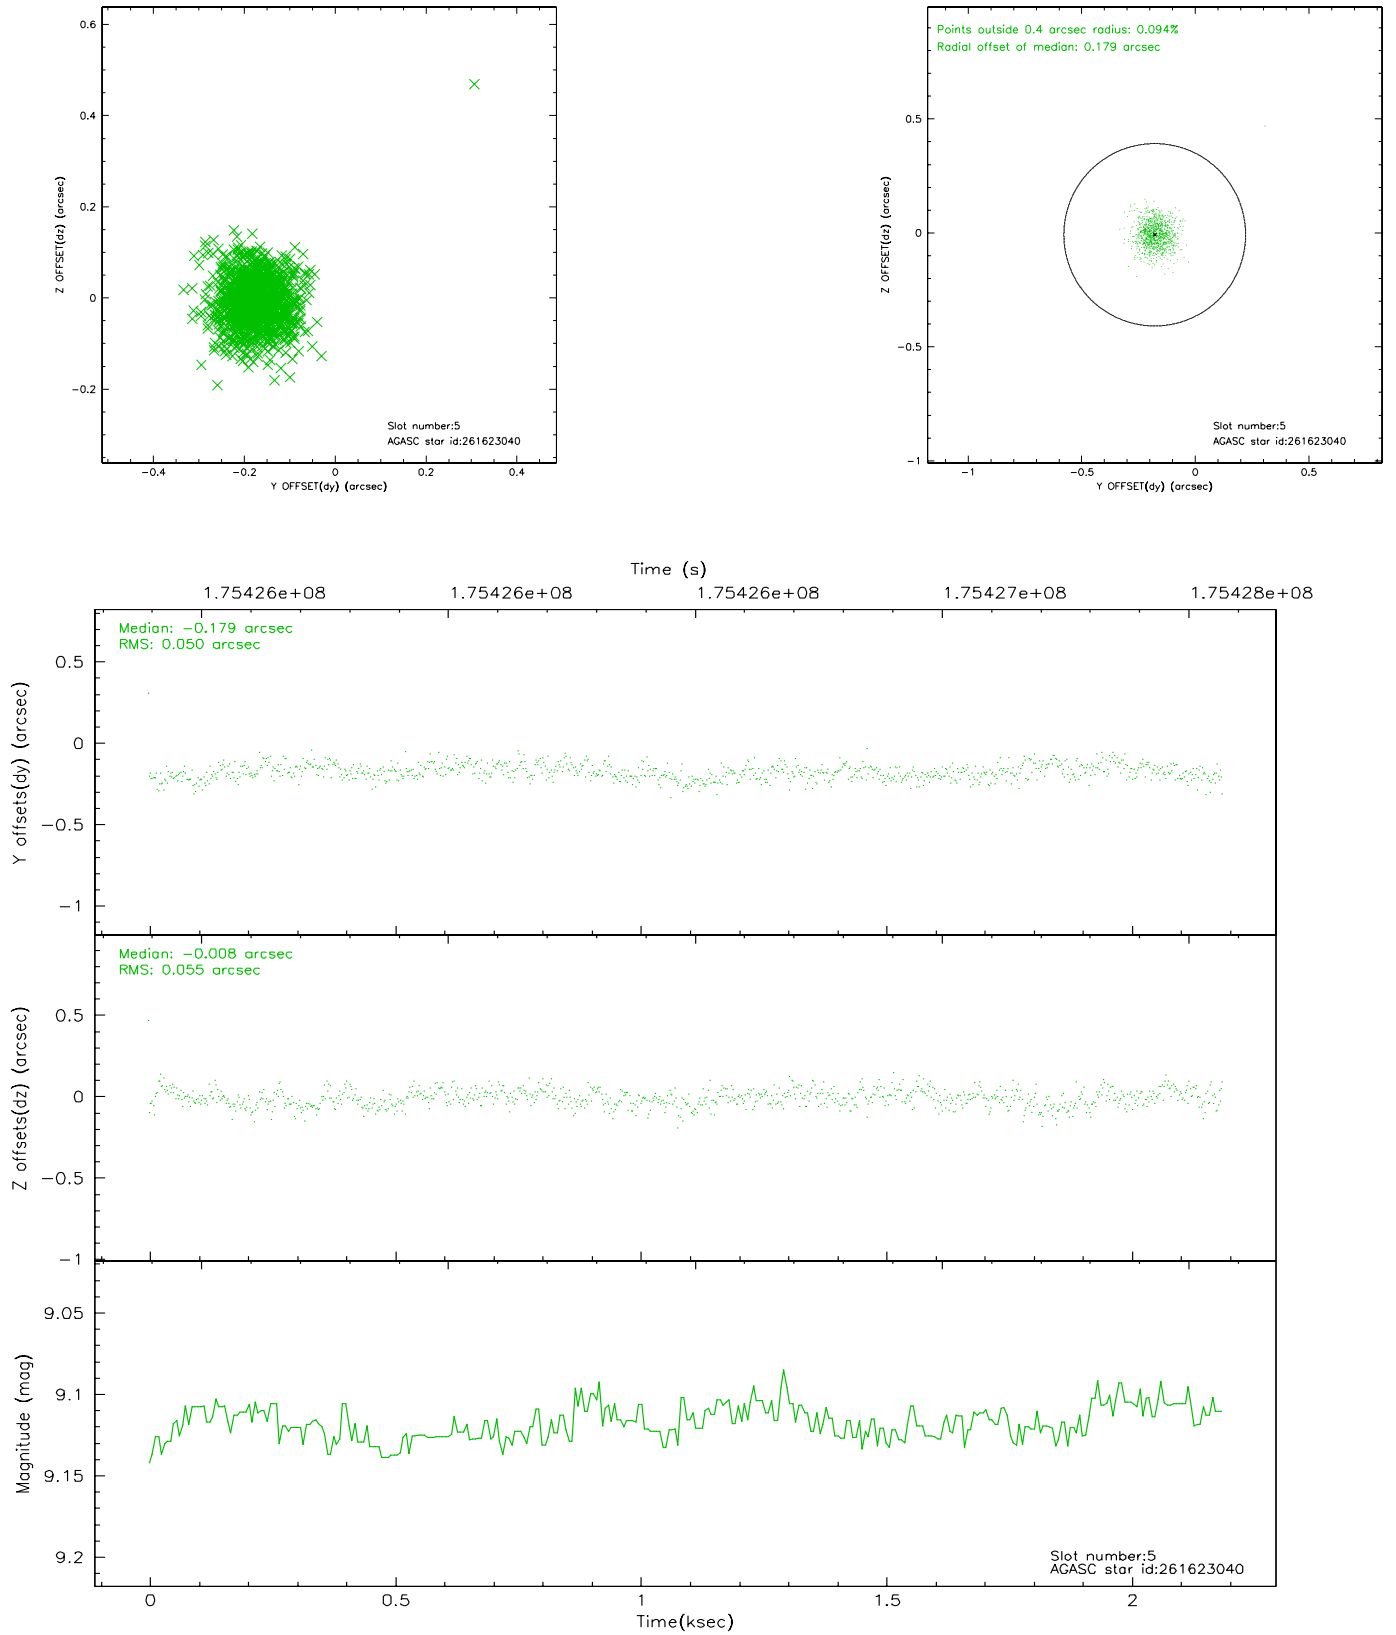 0.6
0.4
0.2
0
−0.2
Z OFFSET(dz) (arcsec)
−0.4
−0.2
0
0.2
0.4
Y OFFSET(dy) (arcsec)
Slot number:5
AGASC star id:261623040
Points outside 0.4 arcsec radius: 0.094%
Radial offset of median: 0.179 arcsec
0.5
0
−0.5
−1
Z OFFSET(dz) (arcsec)
−1
−0.5
0
0.5
Y OFFSET(dy) (arcsec)
Slot number:5
AGASC star id:261623040
Time (s)
1.75426e+08
1.75426e+08
1.75426e+08
1.75427e+08
1.75428e+08
Median: −0.179 arcsec
RMS: 0.050 arcsec
0.5
0
−0.5
−1
Y offsets(dy) (arcsec)
Median: −0.008 arcsec
RMS: 0.055 arcsec
0.5
0
−0.5
−1
Z offsets(dz) (arcsec)
9.05
9.1
9.15
9.2
Magnitude (mag)
Slot number:5
AGASC star id:261623040
0
0.5
1
1.5
2
Time(ksec)